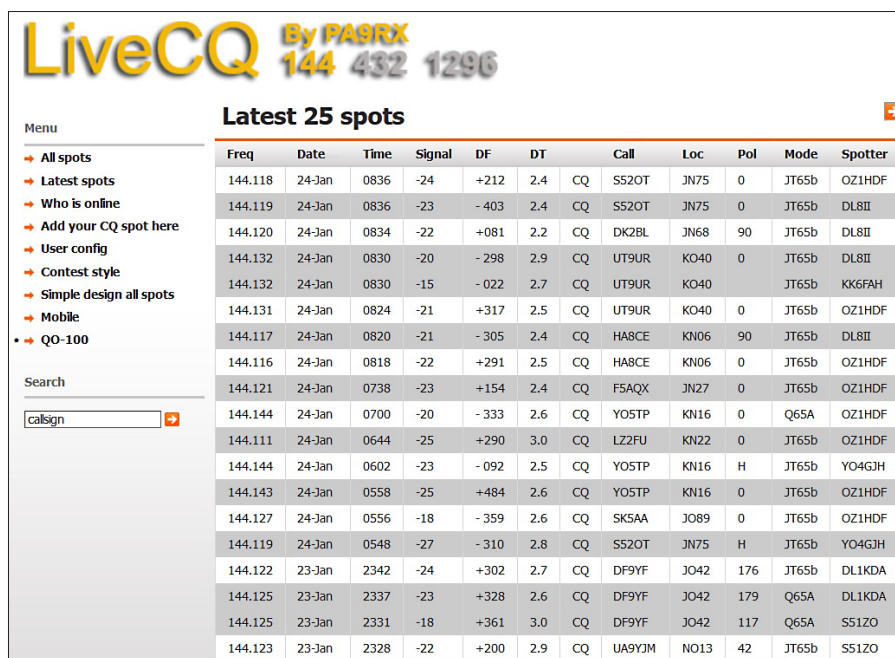 LiveCQ By PA9RX
144 432 1296
Menu
All spots
Latest spots
Who is online
Add your CQ spot here
User config
Contest style
Simple design all spots
Mobile
QO-100
Search
callsign
Latest 25 spots
Freq Date Time Signal DF DT Call Loc Pol Mode Spotter
144.118 24-Jan 0836 -24 +212 2.4 CQ S52OT JN75 0 JT65b OZ1HDF
144.119 24-Jan 0836 -23 - 403 2.4 CQ S52OT JN75 0 JT65b DL8II
144.120 24-Jan 0834 -22 +081 2.2 CQ DK2BL JN68 90 JT65b DL8II
144.132 24-Jan 0830 -20 - 298 2.9 CQ UT9UR KO40 0 JT65b DL8II
144.132 24-Jan 0830 -15 - 022 2.7 CQ UT9UR KO40 JT65b KK6FAH
144.131 24-Jan 0824 -21 +317 2.5 CQ UT9UR KO40 0 JT65b OZ1HDF
144.117 24-Jan 0820 -21 - 305 2.4 CQ HA8CE KN06 90 JT65b DL8II
144.116 24-Jan 0818 -22 +291 2.5 CQ HA8CE KN06 0 JT65b OZ1HDF
144.121 24-Jan 0738 -23 +154 2.4 CQ F5AQX JN27 0 JT65b OZ1HDF
144.144 24-Jan 0700 -20 - 333 2.6 CQ YO5TP KN16 0 Q65A OZ1HDF
144.111 24-Jan 0644 -25 +290 3.0 CQ LZ2FU KN22 0 JT65b OZ1HDF
144.144 24-Jan 0602 -23 - 092 2.5 CQ YO5TP KN16 H JT65b YO4GJH
144.143 24-Jan 0558 -25 +484 2.6 CQ YO5TP KN16 0 JT65b OZ1HDF
144.127 24-Jan 0556 -18 - 359 2.6 CQ SK5AA JO89 0 JT65b OZ1HDF
144.119 24-Jan 0548 -27 - 310 2.8 CQ S52OT JN75 H JT65b YO4GJH
144.122 23-Jan 2342 -24 +302 2.7 CQ DF9YF JO42 176 JT65b DL1KDA
144.125 23-Jan 2337 -23 +328 2.6 CQ DF9YF JO42 179 Q65A DL1KDA
144.125 23-Jan 2331 -18 +361 3.0 CQ DF9YF JO42 117 Q65A S51ZO
144.123 23-Jan 2328 -22 +200 2.9 CQ UA9YJM NO13 42 JT65b S51ZO